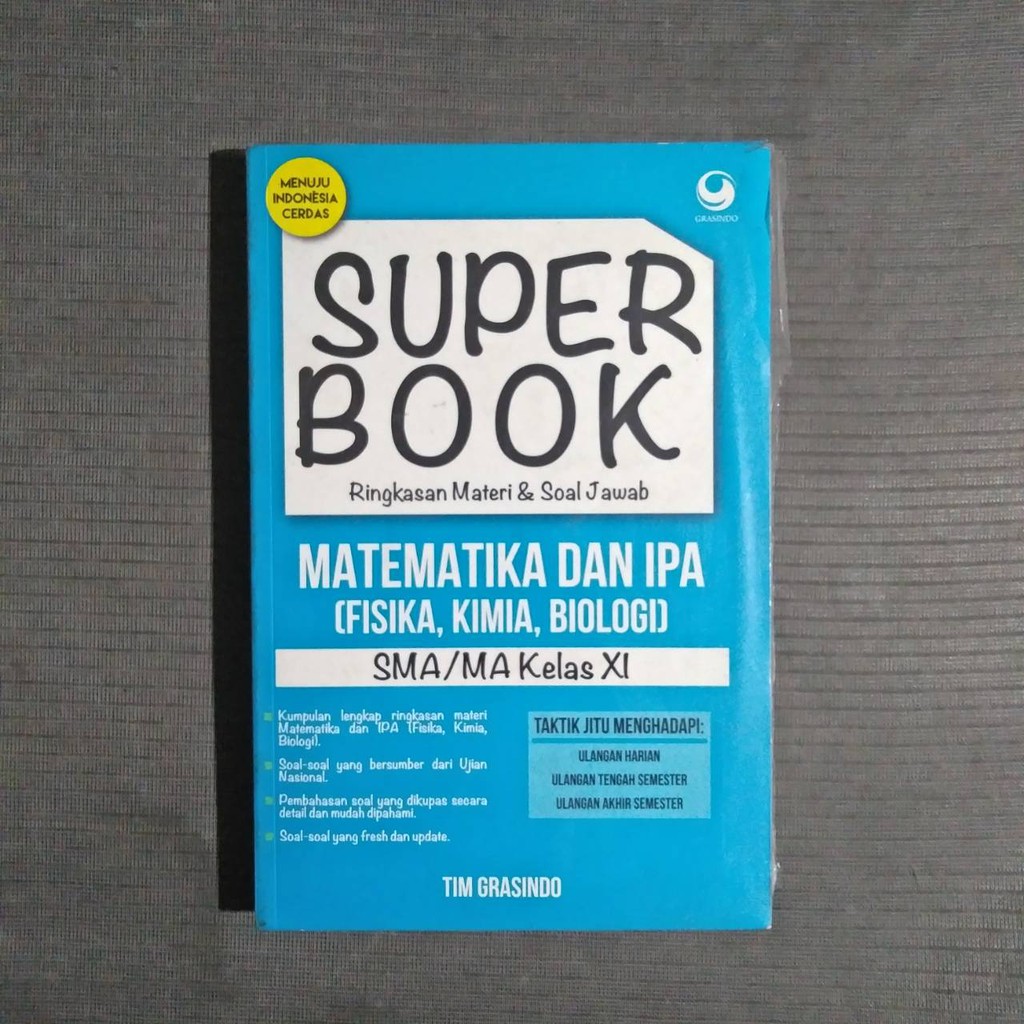 MENUJU
INDONÈSIA
CERDAS
GRASINDO
SUPER
BOOK
Ringkasan Materi & Soal Jawab
MATEMATIKA DAN IPA
(FISIKA, KIMIA, BIOLOGI)
SMA/MA Kelas XI
Kumpulan lengkap ringkasan materi
Matematika dan IPA (Fisika, Kimia,
Biologi).
Soal-soal yang bersumber dari Ujian
Nasional.
Pembahasan soal yang dikupas secara
detail dan mudah dipahami.
Soal-soal yang fresh dan update.
TAKTIK JITU MENGHADAPI:
ULANGAN HARIAN
ULANGAN TENGAH SEMESTER
ULANGAN AKHIR SEMESTER
TIM GRASINDO